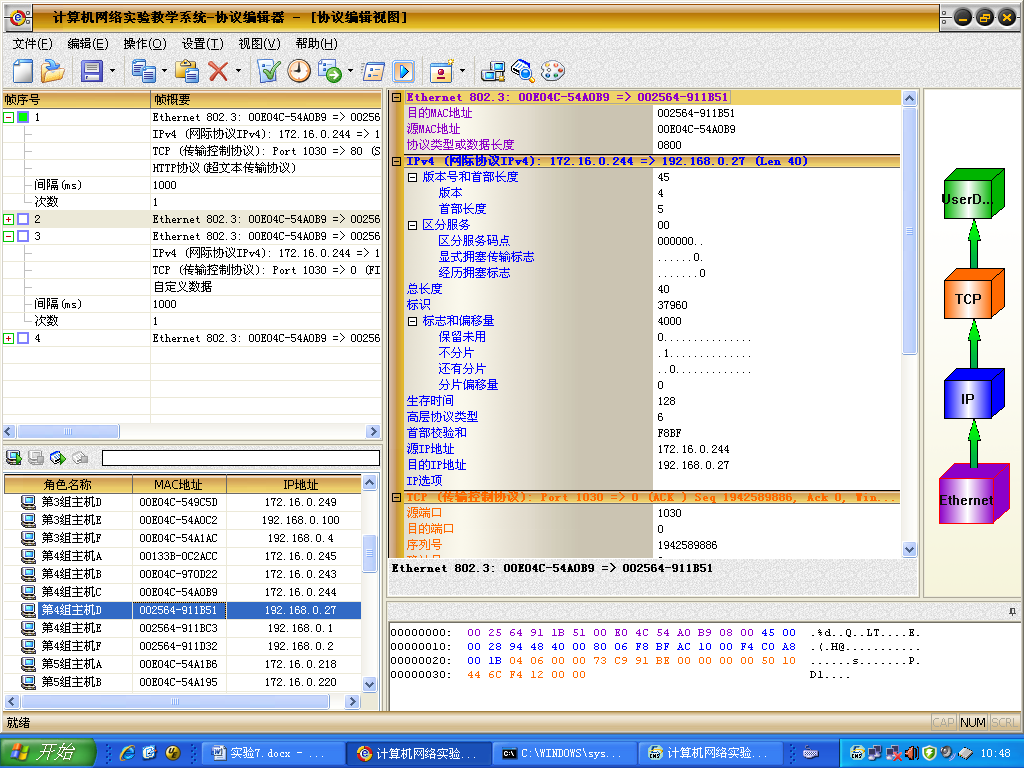 计算机网络实验教学系统-协议编辑器 - [协议编辑视图]
文件(F) 编辑(E) 操作(O) 设置(T) 视图(V) 帮助(H)
帧序号 帧概要
1 Ethernet 802.3: 00E04C-54A0B9 => 00256
IPv4 (网际协议IPv4): 172.16.0.244 => 1
TCP (传输控制协议): Port 1030 => 80 (S
HTTP协议(超文本传输协议)
间隔(ms) 1000
次数 1
2 Ethernet 802.3: 00E04C-54A0B9 => 00256
3 Ethernet 802.3: 00E04C-54A0B9 => 00256
IPv4 (网际协议IPv4): 172.16.0.244 => 1
TCP (传输控制协议): Port 1030 => 0 (FI
自定义数据
间隔(ms) 1000
次数 1
4 Ethernet 802.3: 00E04C-54A0B9 => 00256
角色名称 MAC地址 IP地址
第3组主机D 00E04C-549C5D 172.16.0.249
第3组主机E 00E04C-54A0C2 192.168.0.100
第3组主机F 00E04C-54A1AC 192.168.0.4
第4组主机A 00133B-0C2ACC 172.16.0.245
第4组主机B 00E04C-970D22 172.16.0.243
第4组主机C 00E04C-54A0B9 172.16.0.244
第4组主机D 002564-911B51 192.168.0.27
第4组主机E 002564-911BC3 192.168.0.1
第4组主机F 002564-911D32 192.168.0.2
第5组主机A 00E04C-54A1B6 172.16.0.218
第5组主机B 00E04C-54A195 172.16.0.220
Ethernet 802.3: 00E04C-54A0B9 => 002564-911B51
目的MAC地址 002564-911B51
源MAC地址 00E04C-54A0B9
协议类型或数据长度 0800
IPv4 (网际协议IPv4): 172.16.0.244 => 192.168.0.27 (Len 40)
版本号和首部长度 45
版本 4
首部长度 5
区分服务 00
区分服务码点 000000..
显式拥塞传输标志 ......0.
经历拥塞标志 .......0
总长度 40
标识 37960
标志和偏移量 4000
保留未用 0...............
不分片 .1..............
还有分片 ..0.............
分片偏移量 0
生存时间 128
高层协议类型 6
首部校验和 F8BF
源IP地址 172.16.0.244
目的IP地址 192.168.0.27
IP选项
TCP (传输控制协议): Port 1030 => 0 (ACK ) Seq 1942589886, Ack 0, Win...
源端口 1030
目的端口 0
序列号 1942589886
Ethernet 802.3: 00E04C-54A0B9 => 002564-911B51
UserD...
TCP
IP
Ethernet
00000000: 00 25 64 91 1B 51 00 E0 4C 54 A0 B9 08 00 45 00 .%d..Q..LT....E.
00000010: 00 28 94 48 40 00 80 06 F8 BF AC 10 00 F4 C0 A8 .(.H@...........
00000020: 00 1B 04 06 00 00 73 C9 91 BE 00 00 00 00 50 10 ......s.......P.
00000030: 44 6C F4 12 00 00 Dl....
就绪 CAP NUM SCRL
开始 实验7.docx - ... 计算机网络实验... C:\WINDOWS\sys... 计算机网络实验... 10:48